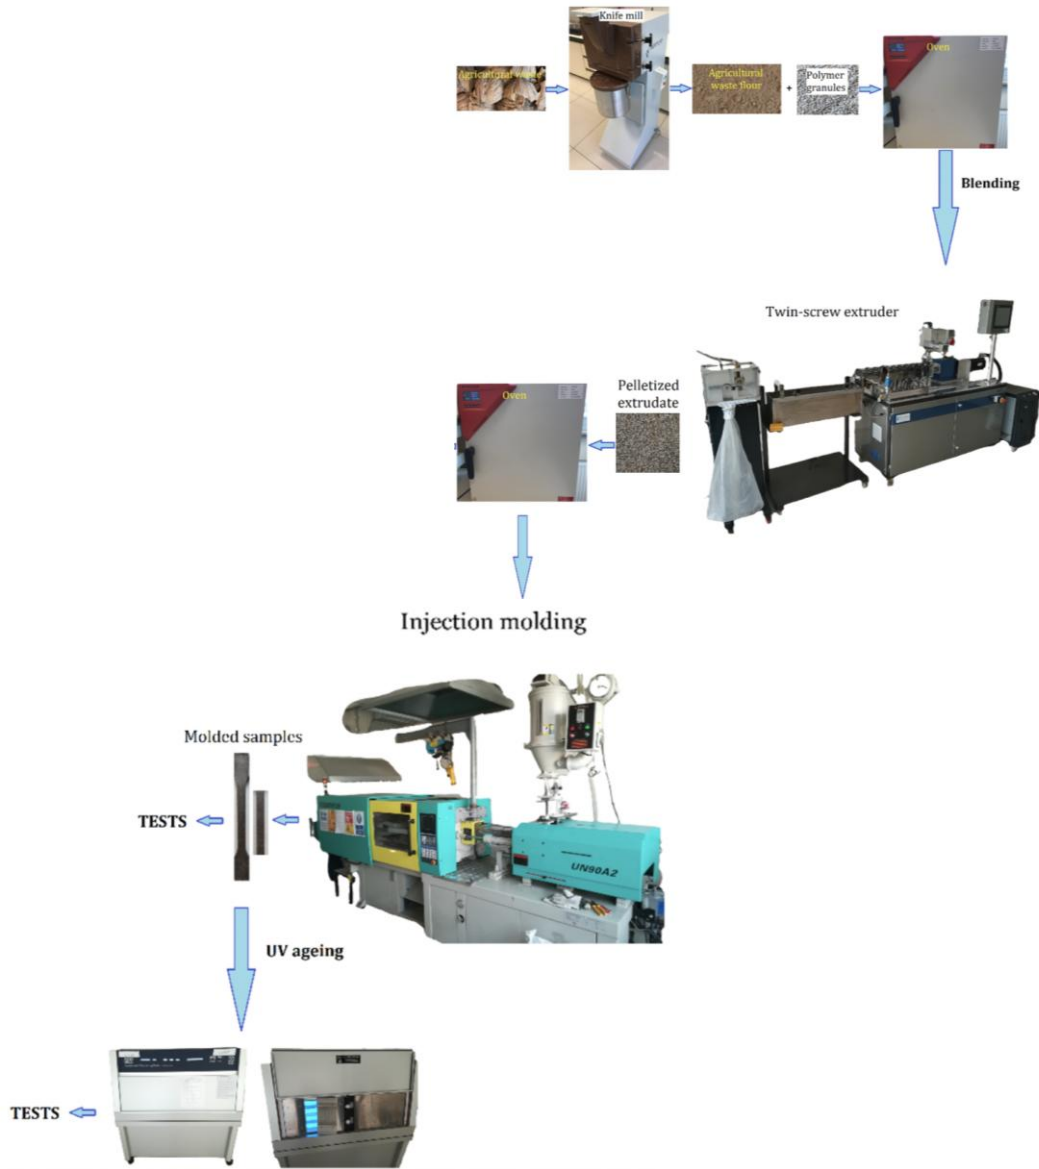 Knife mill
Agricultural waste
Agricultural
waste flour
+
Polymer
granules
Oven
Blending
Twin-screw extruder
Pelletized
extrudate
Oven
Injection molding
Molded samples
TESTS
UN90A2
UV ageing
TESTS